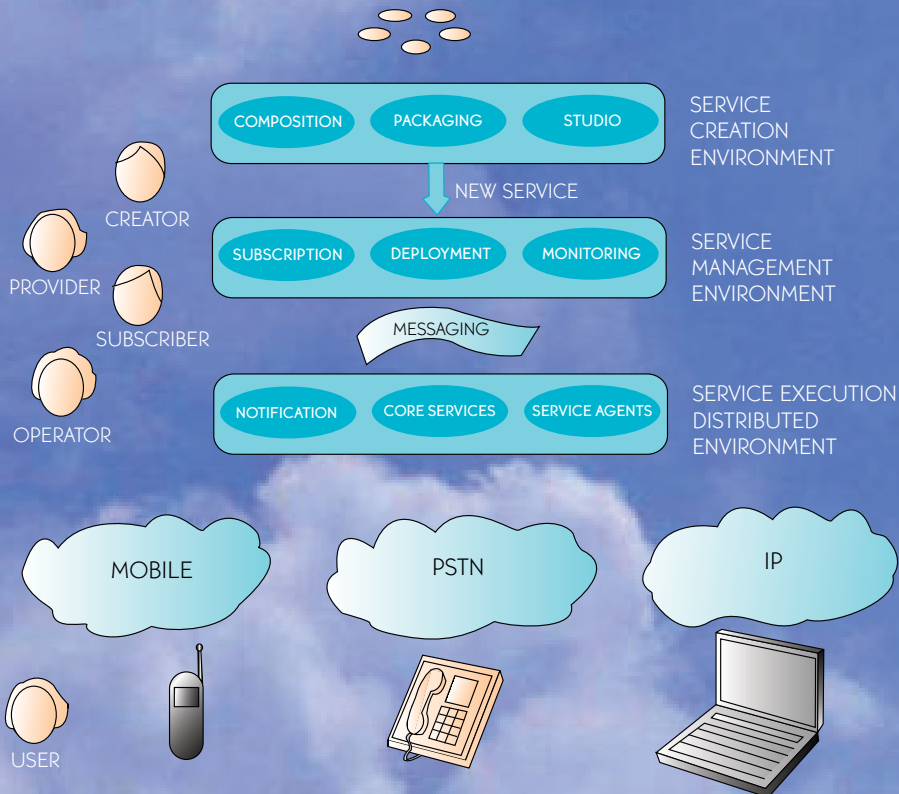 COMPOSITION
PACKAGING
STUDIO
SERVICE
CREATION
ENVIRONMENT
NEW SERVICE
CREATOR
SUBSCRIPTION
DEPLOYMENT
MONITORING
SERVICE
MANAGEMENT
ENVIRONMENT
PROVIDER
MESSAGING
SUBSCRIBER
NOTIFICATION
CORE SERVICES
SERVICE AGENTS
SERVICE EXECUTION
DISTRIBUTED
ENVIRONMENT
OPERATOR
MOBILE
PSTN
IP
USER